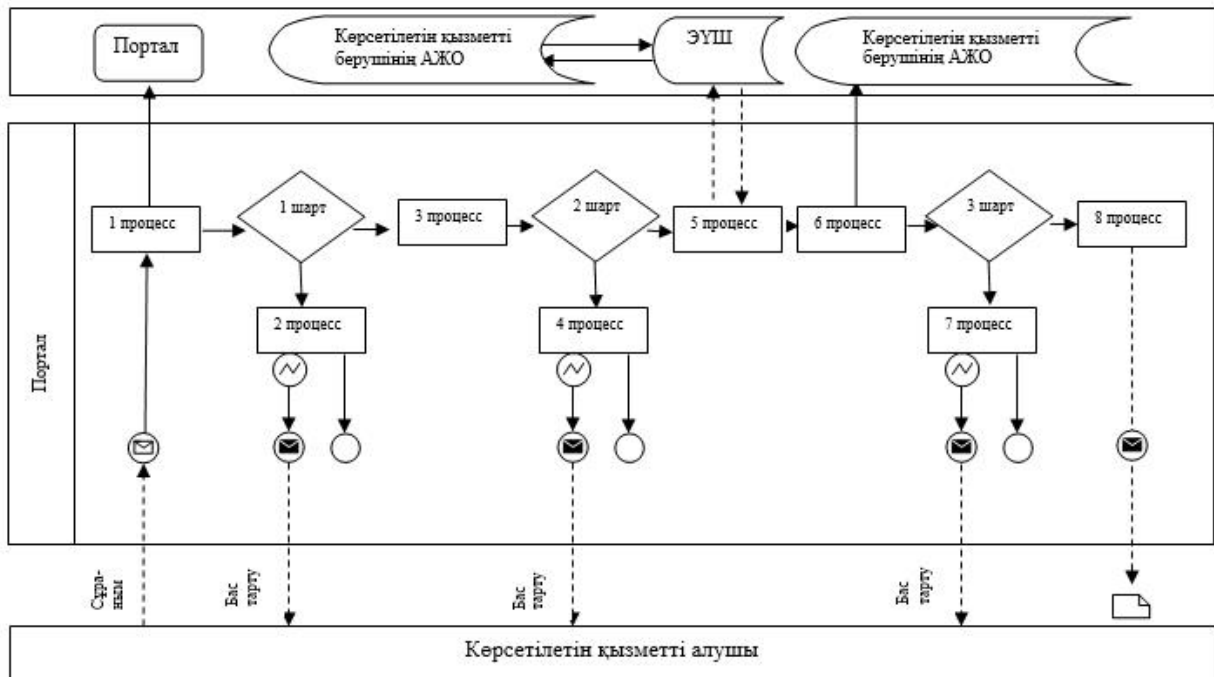 Портал
Көрсетілетін қызметті
берушінің АЖО
ЭҮШ
Көрсетілетін қызметті
берушінің АЖО
Портал
1 процесс
1 шарт
3 процесс
2 шарт
5 процесс
6 процесс
3 шарт
8 процесс
2 процесс
4 процесс
7 процесс
Сұра-
ным
Бас
тарту
Бас
тарту
Бас
тарту
Көрсетілетін қызметті алушы